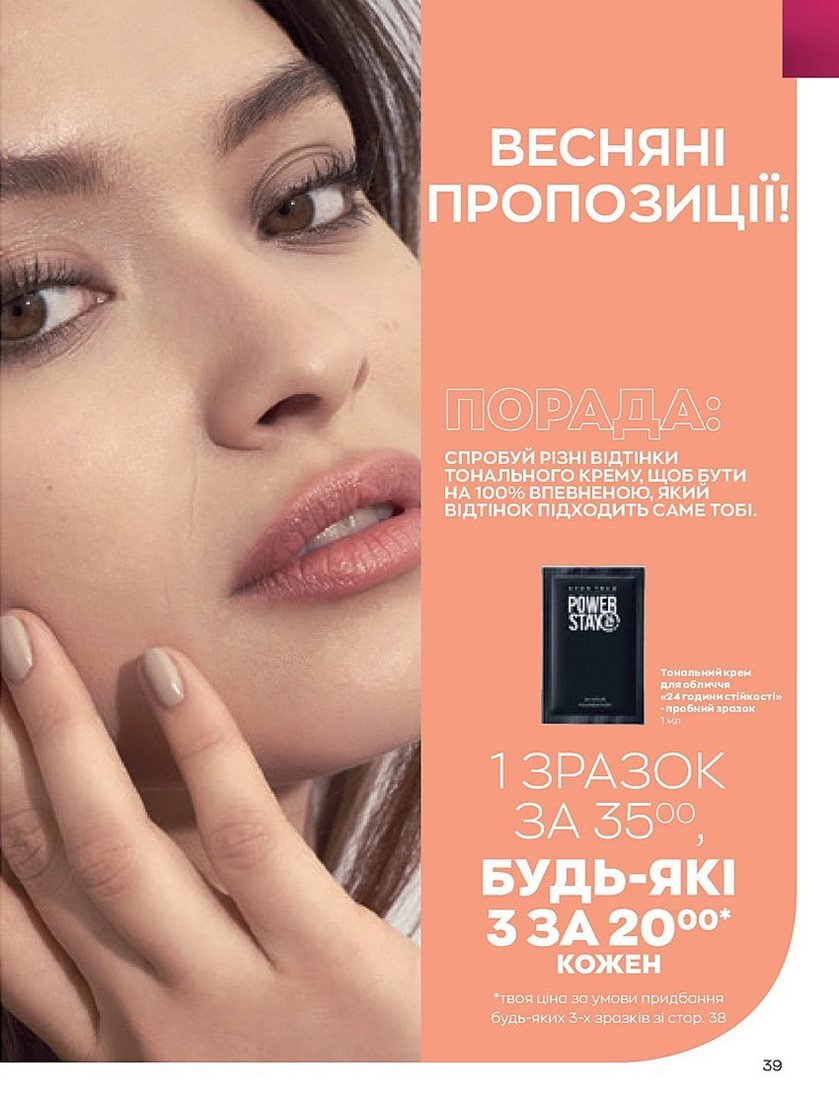 ВЕСНЯНІ
ПРОПОЗИЦІЇ!
ПОРАДА:
СПРОБУЙ РІЗНІ ВІДТІНКИ
ТОНАЛЬНОГО КРЕМУ, ЩОБ БУТИ
НА 100% ВПЕВНЕНОЮ, ЯКИЙ
ВІДТІНОК ПІДХОДИТЬ САМЕ ТОБІ.
POWER
STAY
Тональний крем
для обличчя
«24 години стійкості»
- пробний зразок
1 мл
1 ЗРАЗОК
ЗА 35⁰⁰,
БУДЬ-ЯКІ
3 ЗА 20⁰⁰*
КОЖЕН
*твоя ціна за умови придбання
будь-яких 3-х зразків зі стор. 38
39